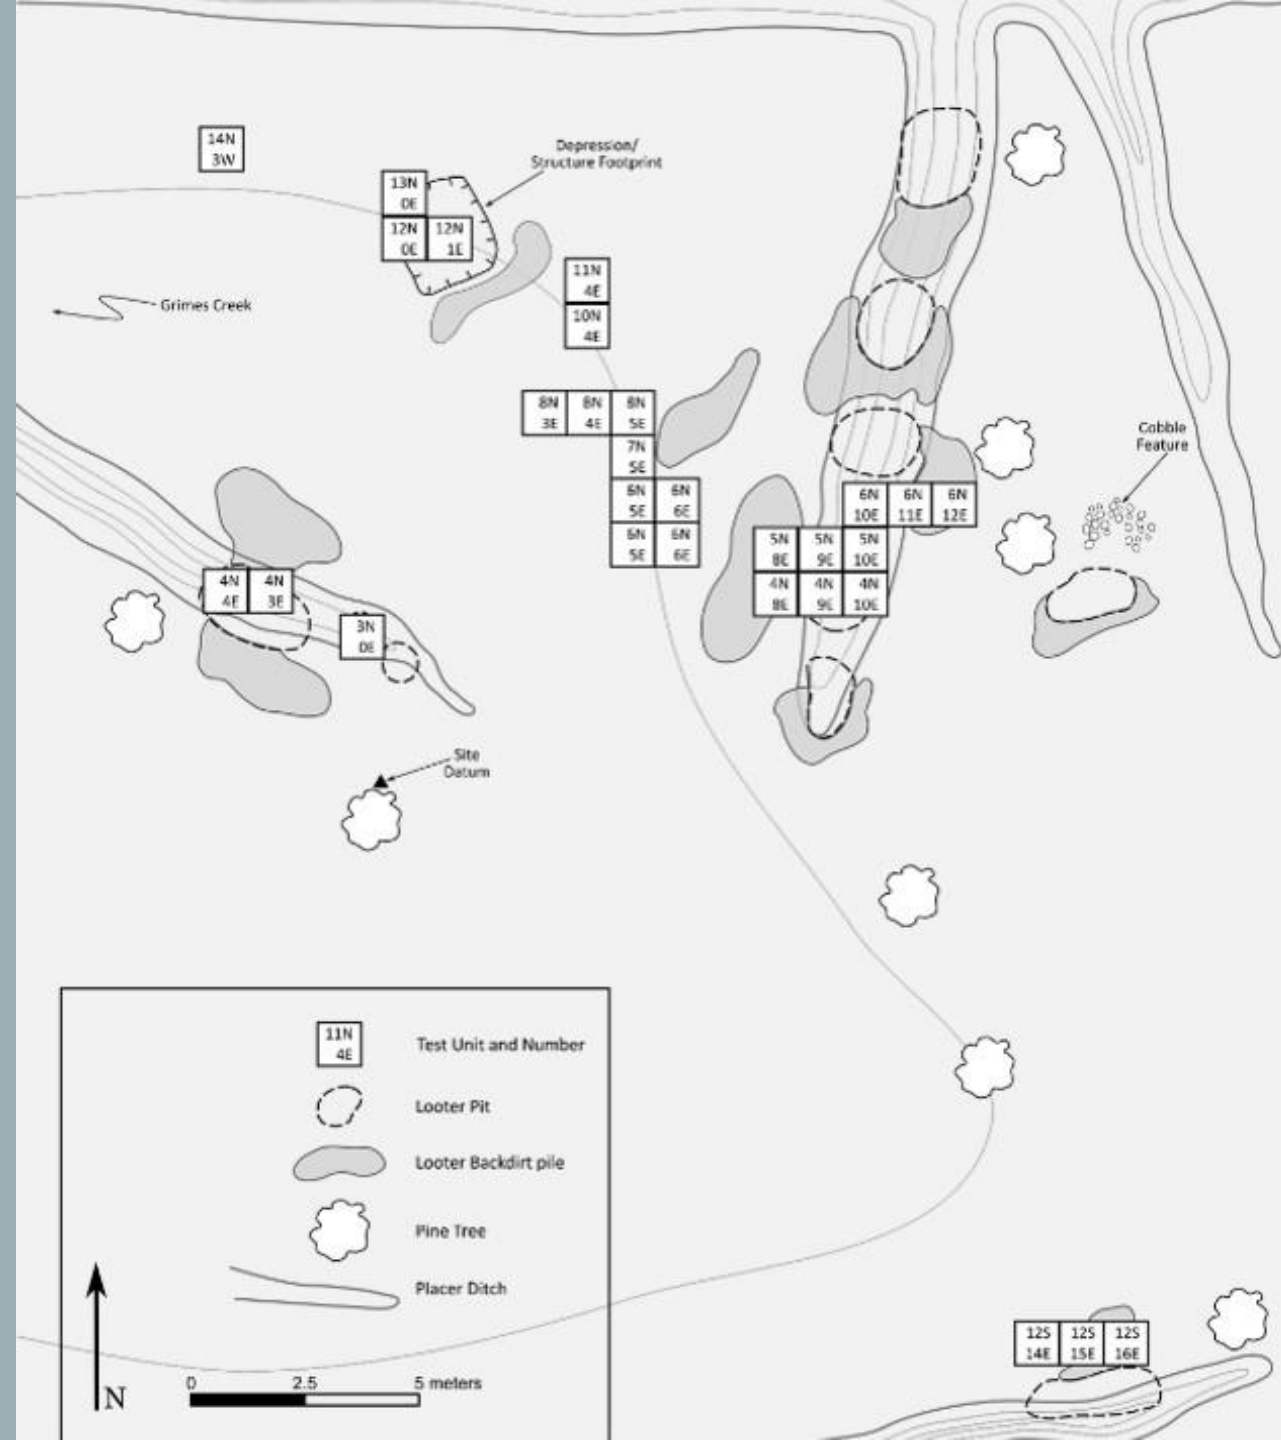 14N
3W
Depression/
Structure Footprint
13N
0E
12N
0E
12N
1E
11N
4E
10N
4E
Grimes Creek
8N
3E
8N
4E
8N
5E
7N
5E
6N
5E
6N
6E
6N
5E
6N
6E
Cobble
Feature
6N
10E
6N
11E
6N
12E
5N
8E
5N
9E
5N
10E
4N
8E
4N
9E
4N
10E
4N
4E
4N
3E
3N
0E
Site
Datum
11N
4E
Test Unit and Number
Looter Pit
Looter Backdirt pile
Pine Tree
Placer Ditch
N
0 2.5 5 meters
12S
14E
12S
15E
12S
16E